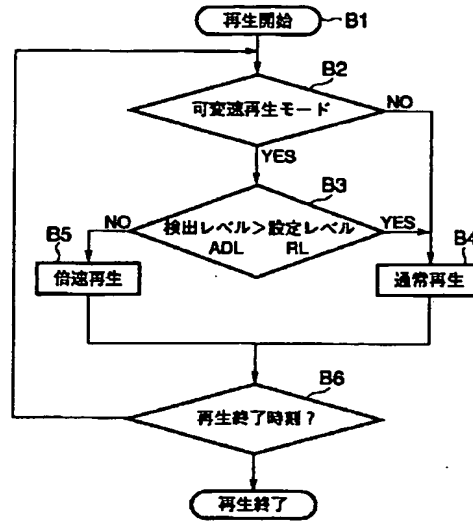 再生開始 B1
B2
可変速再生モード NO
YES
B3
検出レベル>設定レベル
ADL RL
NO YES
B5 B4
倍速再生 通常再生
B6
再生終了時刻?
再生終了